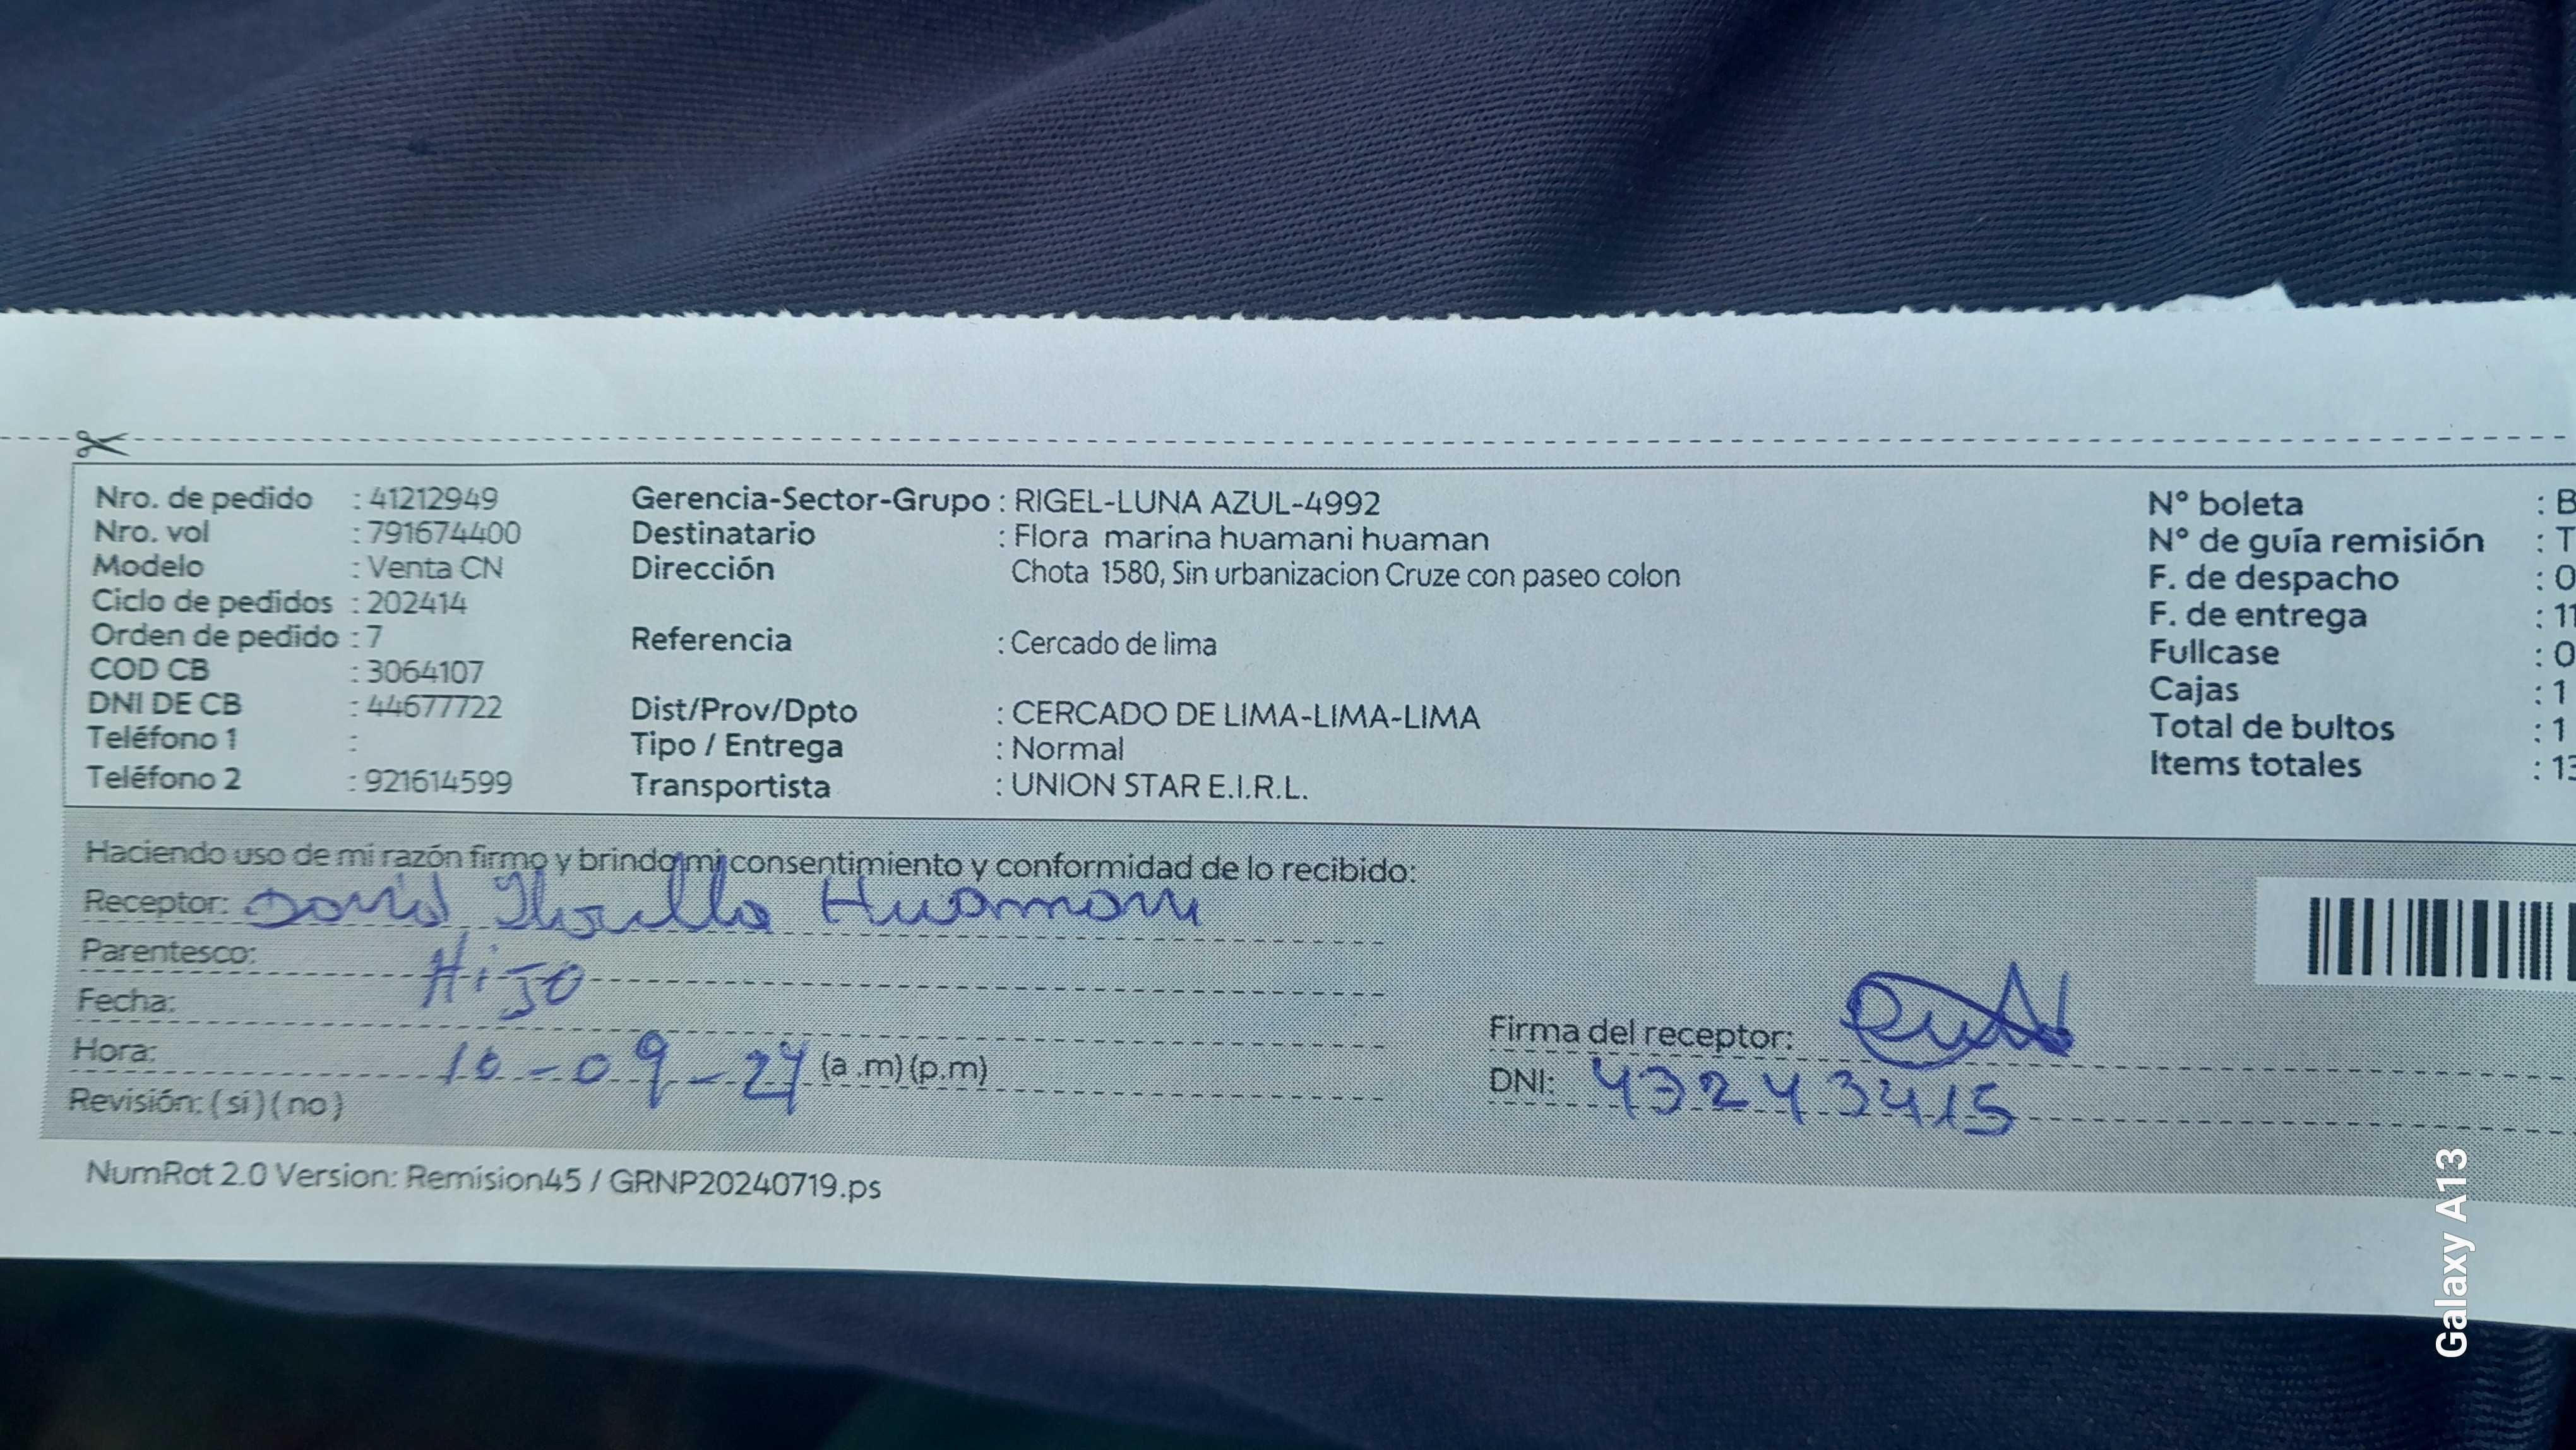 Nro. de pedido : 41212949 Gerencia-Sector-Grupo : RIGEL-LUNA AZUL-4992 N° boleta : B
Nro. vol : 791674400 Destinatario : Flora marina huamani huaman N° de guía remisión : T
Modelo : Venta CN Dirección Chota 1580, Sin urbanizacion Cruze con paseo colon F. de despacho : 0
Ciclo de pedidos : 202414 F. de entrega : 11
Orden de pedido : 7 Referencia : Cercado de lima Fullcase : 0
COD CB : 3064107 Cajas : 1
DNI DE CB : 44677722 Dist/Prov/Dpto : CERCADO DE LIMA-LIMA-LIMA Total de bultos : 1
Teléfono 1 : Tipo / Entrega : Normal Items totales : 13
Teléfono 2 : 921614599 Transportista : UNION STAR E.I.R.L.
Haciendo uso de mi razón firmo y brindo mi consentimiento y conformidad de lo recibido:
Receptor: David Huamani
Parentesco: Hijo
Fecha:
Firma del receptor:
Hora: 10-09-24 (a .m) (p.m)
DNI: 43243415
Revisión: (si) (no)
NumRot 2.0 Version: Remision45 / GRNP20240719.ps
Galaxy A13